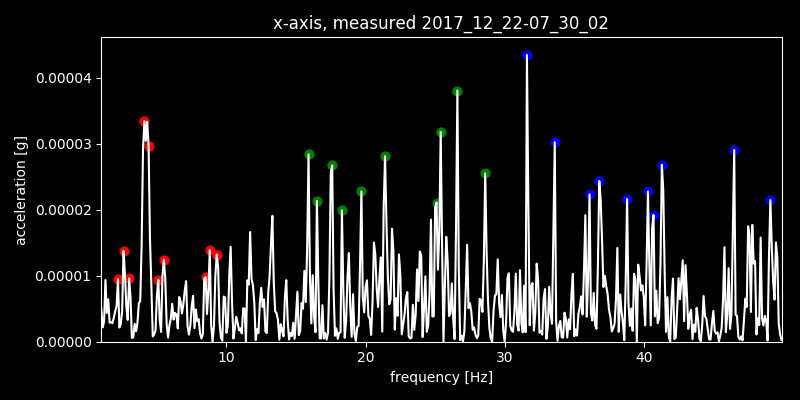 x-axis, measured 2017_12_22-07_30_02
acceleration [g]
0.00004
0.00003
0.00002
0.00001
0.00000
10 20 30 40
frequency [Hz]